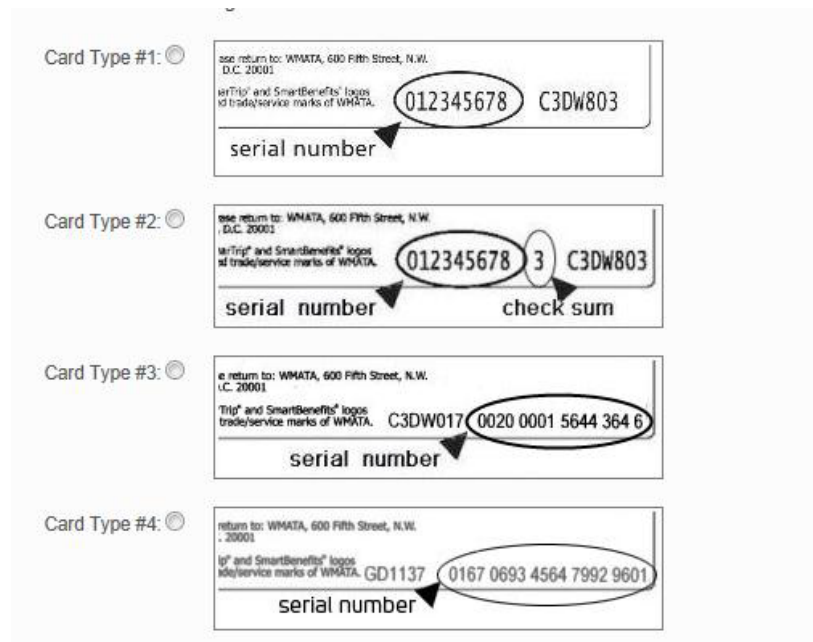 Card Type #1:
ase return to: WMATA, 600 Fifth Street, N.W.
D.C. 20001
arTrip® and SmartBenefits® logos
nd trade/service marks of WMATA.
012345678 C3DW803
serial number
Card Type #2:
ase return to: WMATA, 600 Fifth Street, N.W.
, D.C. 20001
arTrip® and SmartBenefits® logos
nd trade/service marks of WMATA.
012345678 3 C3DW803
serial number check sum
Card Type #3:
e return to: WMATA, 600 Fifth Street, N.W.
.C. 20001
Trip® and SmartBenefits® logos
trade/service marks of WMATA. C3DW017 0020 0001 5644 364 6
serial number
Card Type #4:
return to: WMATA, 600 Fifth Street, N.W.
. 20001
ip® and SmartBenefits® logos
ade/service marks of WMATA. GD1137 0167 0693 4564 7992 9601
serial number